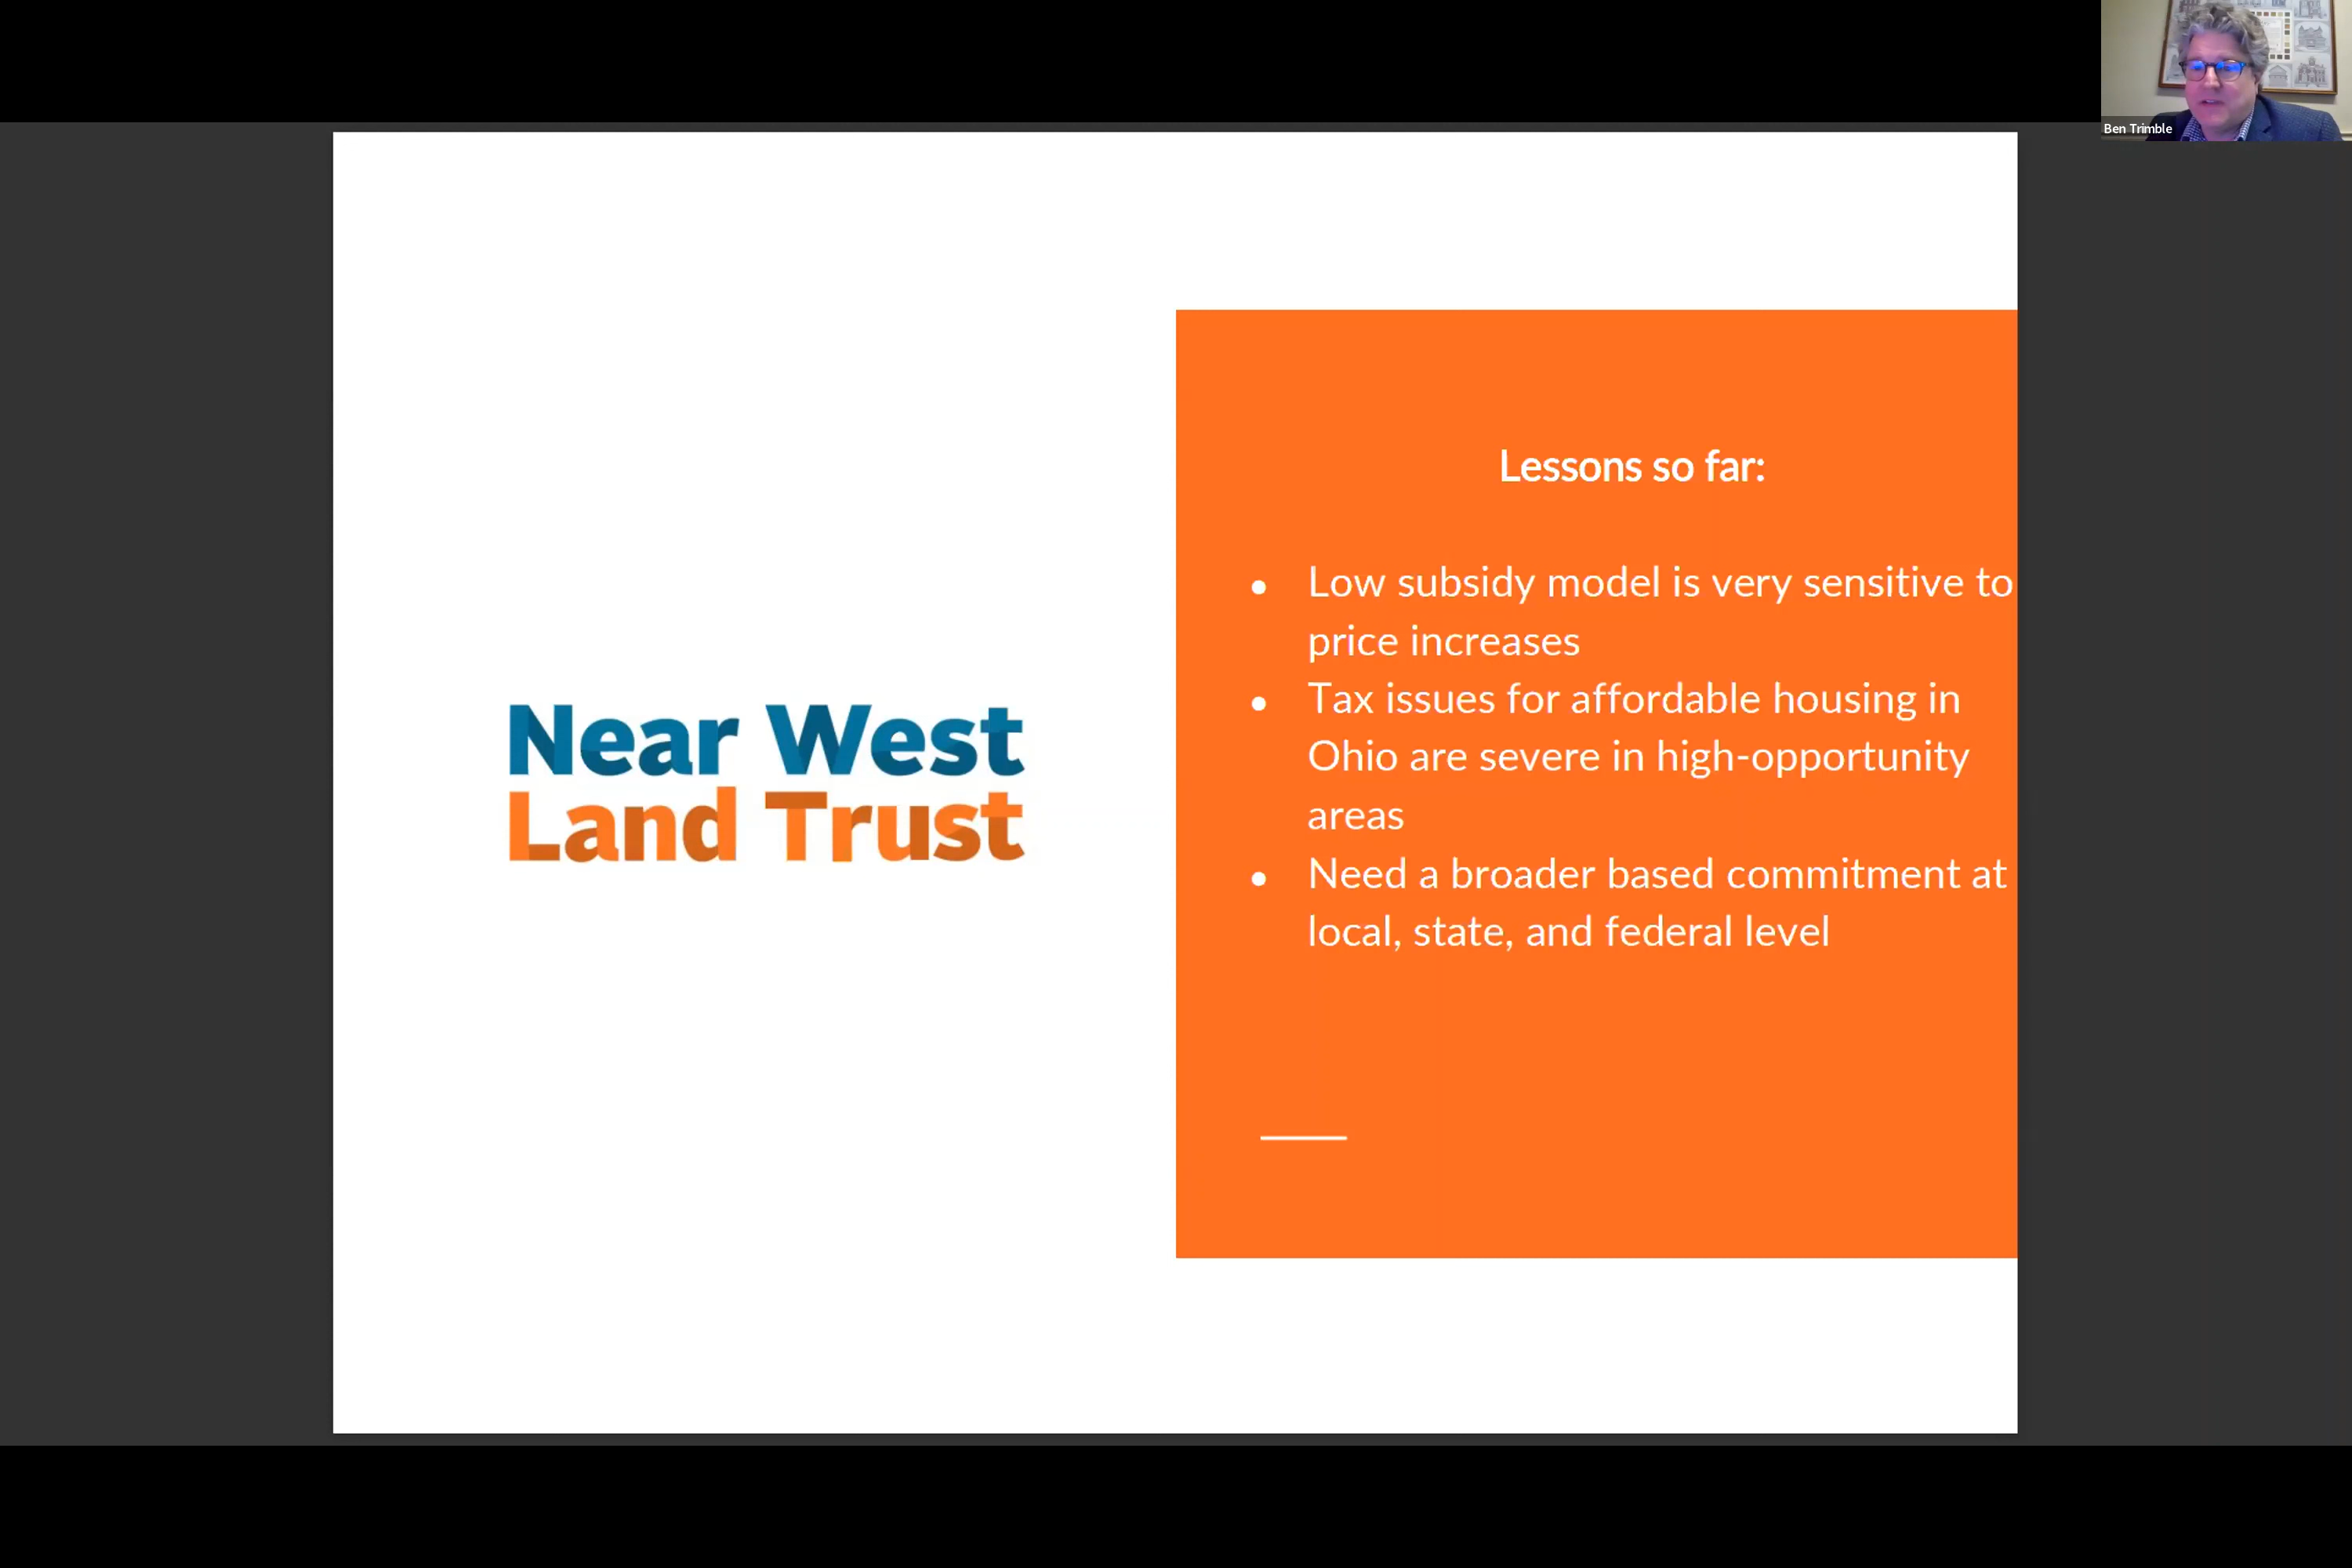 Ben Trimble
Near West
Land Trust
Lessons so far:
● Low subsidy model is very sensitive to
price increases
● Tax issues for affordable housing in
Ohio are severe in high-opportunity
areas
● Need a broader based commitment at
local, state, and federal level